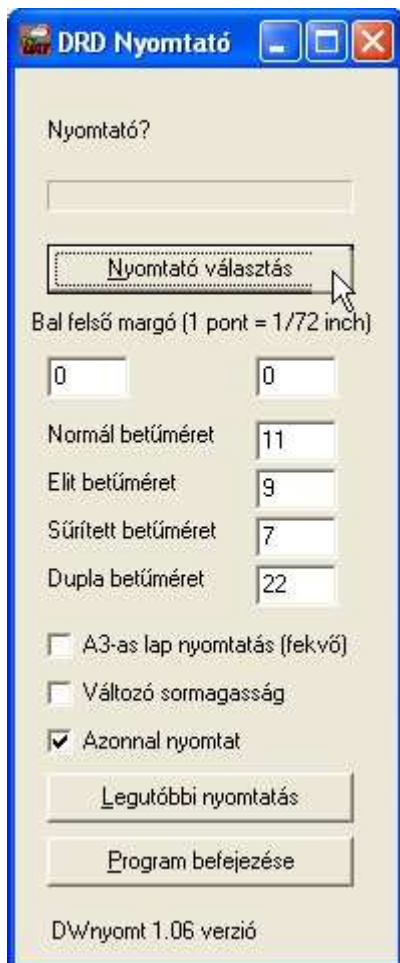 DRD Nyomtató
Nyomtató?
Nyomtató választás
Bal felső margó (1 pont = 1/72 inch)
0 0
Normál betűméret 11
Elit betűméret 9
Sűrített betűméret 7
Dupla betűméret 22
A3-as lap nyomtatás (fekvő)
Változó sormagasság
Azonnal nyomtat
Legutóbbi nyomtatás
Program befejezése
DWnyomt 1.06 verzió